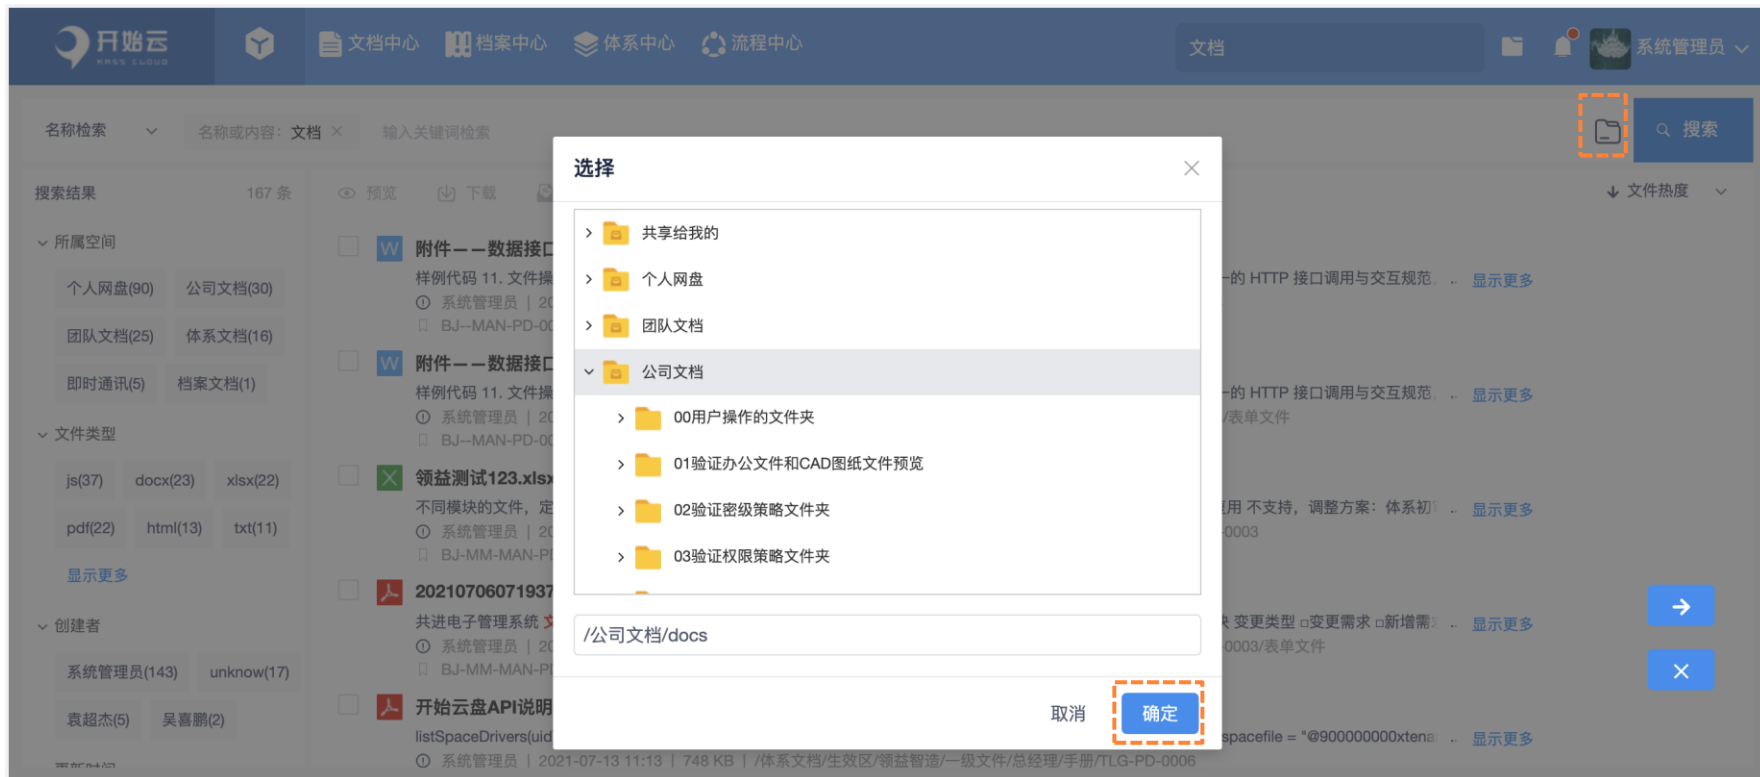 开始云
KASS CLOUD
文档中心 档案中心 体系中心 流程中心
文档
系统管理员
名称检索
名称或内容：文档 ×
输入关键词检索
搜索
搜索结果 167 条
预览 下载
文件热度
所属空间
个人网盘(90) 公司文档(30)
团队文档(25) 体系文档(16)
即时通讯(5) 档案文档(1)
文件类型
js(37) docx(23) xlsx(22)
pdf(22) html(13) txt(11)
显示更多
创建者
系统管理员(143) unknow(17)
袁超杰(5) 吴喜鹏(2)
更新时间
附件——数据接口
样例代码 11. 文件操
一的 HTTP 接口调用与交互规范， .. 显示更多
系统管理员 | 20
BJ--MAN-PD-00
附件——数据接口
样例代码 11. 文件操
一的 HTTP 接口调用与交互规范， .. 显示更多
系统管理员 | 20
/表单文件
BJ--MAN-PD-00
领益测试123.xlsx
不同模块的文件，定
用 不支持，调整方案：体系初 .. 显示更多
系统管理员 | 20
-0003
BJ-MM-MAN-P
20210706071937
共进电子管理系统 文
变更类型 □变更需求 □新增需 .. 显示更多
系统管理员 | 20
0003/表单文件
BJ-MM-MAN-P
开始云盘API说明
listSpaceDrivers(uid
spacefile = "@900000000xtena .. 显示更多
系统管理员 | 2021-07-13 11:13 | 748 KB | /体系文档/生效区/领益智造/一级文件/总经理/手册/TLG-PD-0006
选择
共享给我的
个人网盘
团队文档
公司文档
00用户操作的文件夹
01验证办公文件和CAD图纸文件预览
02验证密级策略文件夹
03验证权限策略文件夹
/公司文档/docs
取消 确定